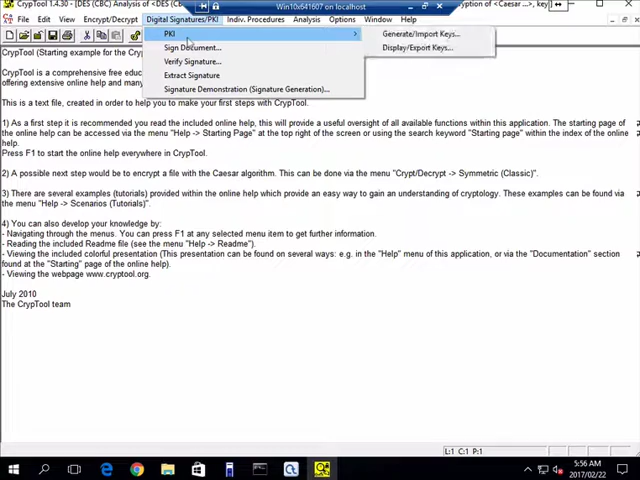 Win10x641607 on localhost
CrypTool 1.4.30 - [DES (CBC) Analysis of <DES (CB
cryption of <Caesar ... key
File Edit View Encrypt/Decrypt Digital Signatures/PKI Indiv. Procedures Analysis Options Window Help
PKI
Sign Document...
Verify Signature...
Extract Signature
Signature Demonstration (Signature Generation)...
Generate/Import Keys...
Display/Export Keys...
CrypTool (Starting example for the Cryp
CrypTool is a comprehensive free educa
offering extensive online help and many
This is a text file, created in order to help you to make your first steps with CrypTool.
1) As a first step it is recommended you read the included online help, this will provide a useful oversight of all available functions within this application. The starting page of
the online help can be accessed via the menu "Help -> Starting Page" at the top right of the screen or using the search keyword "Starting page" within the index of the online
help.
Press F1 to start the online help everywhere in CrypTool.
2) A possible next step would be to encrypt a file with the Caesar algorithm. This can be done via the menu "Crypt/Decrypt -> Symmetric (Classic)".
3) There are several examples (tutorials) provided within the online help which provide an easy way to gain an understanding of cryptology. These examples can be found via
the menu "Help -> Scenarios (Tutorials)".
4) You can also develop your knowledge by:
- Navigating through the menus. You can press F1 at any selected menu item to get further information.
- Reading the included Readme file (see the menu "Help -> Readme").
- Viewing the included colorful presentation (This presentation can be found on several ways: e.g. in the "Help" menu of this application, or via the "Documentation" section
found at the "Starting" page of the online help).
- Viewing the webpage www.cryptool.org.
July 2010
The CrypTool team
L:1 C:1 P:1
5:56 AM
2017/02/22